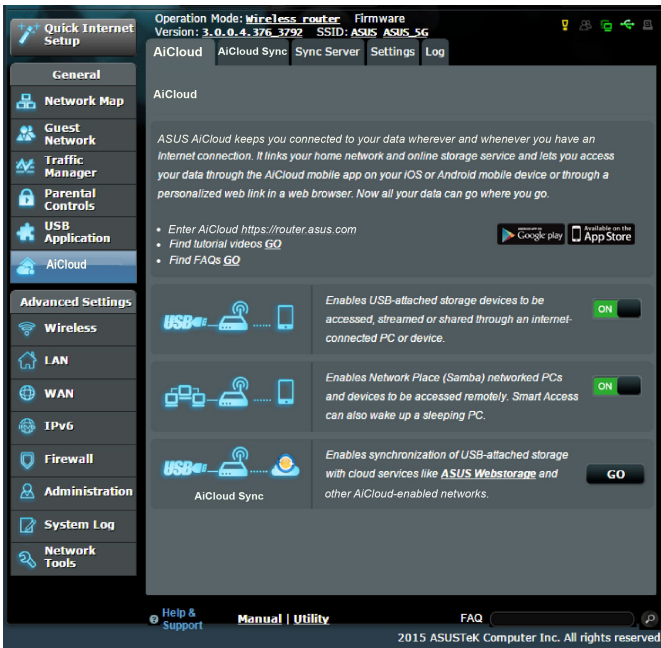 Quick Internet
Setup
General
Network Map
Guest
Network
Traffic
Manager
Parental
Controls
USB
Application
AiCloud
Advanced Settings
Wireless
LAN
WAN
IPv6
Firewall
Administration
System Log
Network
Tools
Operation Mode: Wireless router Firmware
Version: 3.0.0.4.376_3792 SSID: ASUS ASUS_5G
AiCloud AiCloud Sync Sync Server Settings Log
AiCloud
ASUS AiCloud keeps you connected to your data wherever and whenever you have an
Internet connection. It links your home network and online storage service and lets you access
your data through the AiCloud mobile app on your iOS or Android mobile device or through a
personalized web link in a web browser. Now all your data can go where you go.
• Enter AiCloud https://router.asus.com
• Find tutorial videos GO
• Find FAQs GO
Google play
Available on the
App Store
USB
Enables USB-attached storage devices to be
accessed, streamed or shared through an internet-
connected PC or device.
ON
Enables Network Place (Samba) networked PCs
and devices to be accessed remotely. Smart Access
can also wake up a sleeping PC.
ON
USB
AiCloud Sync
Enables synchronization of USB-attached storage
with cloud services like ASUS Webstorage and
other AiCloud-enabled networks.
GO
Help &
Support
Manual | Utility
FAQ
2015 ASUSTeK Computer Inc. All rights reserved